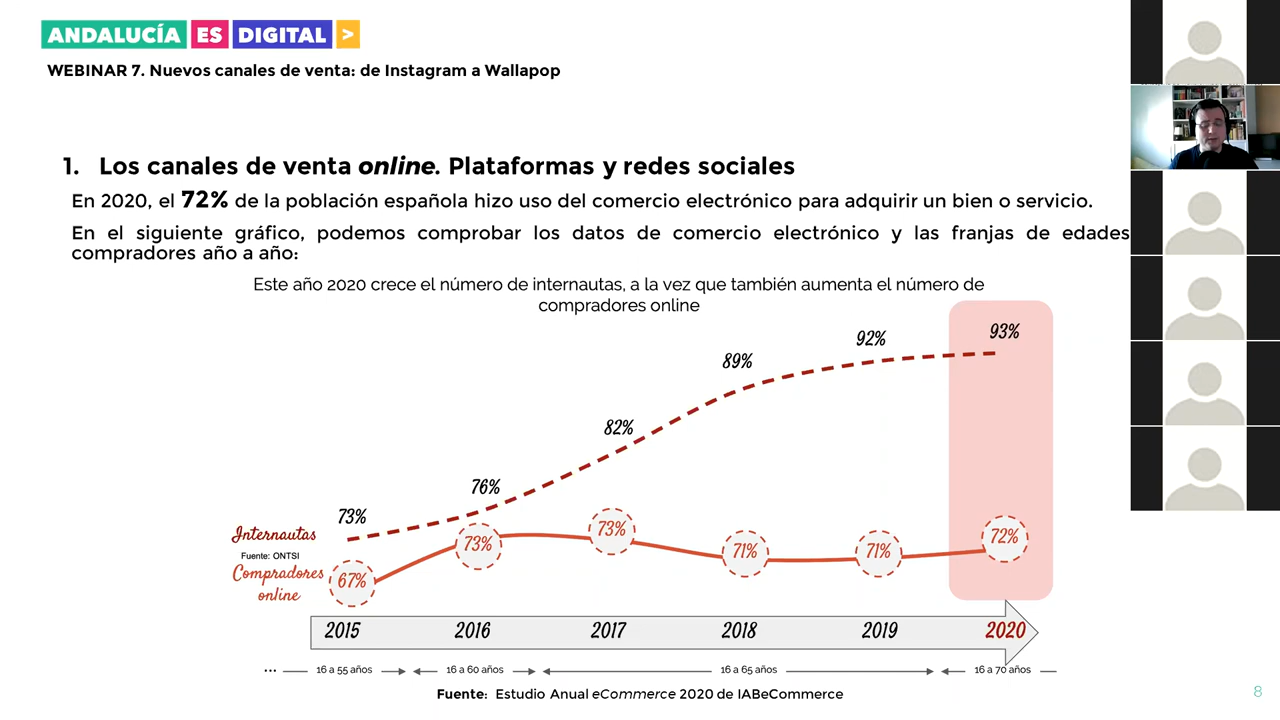 ANDALUCÍA ES DIGITAL >
WEBINAR 7. Nuevos canales de venta: de Instagram a Wallapop
1. Los canales de venta online. Plataformas y redes sociales
En 2020, el 72% de la población española hizo uso del comercio electrónico para adquirir un bien o servicio.
En el siguiente gráfico, podemos comprobar los datos de comercio electrónico y las franjas de edades
compradores año a año:
Este año 2020 crece el número de internautas, a la vez que también aumenta el número de
compradores online
93%
92%
89%
82%
76%
73%
Internautas
Fuente: ONTSI
Compradores
online
67%
73%
73%
71%
71%
72%
2015 2016 2017 2018 2019 2020
... 16 a 55 años 16 a 60 años 16 a 65 años 16 a 70 años
Fuente: Estudio Anual eCommerce 2020 de IABeCommerce
8